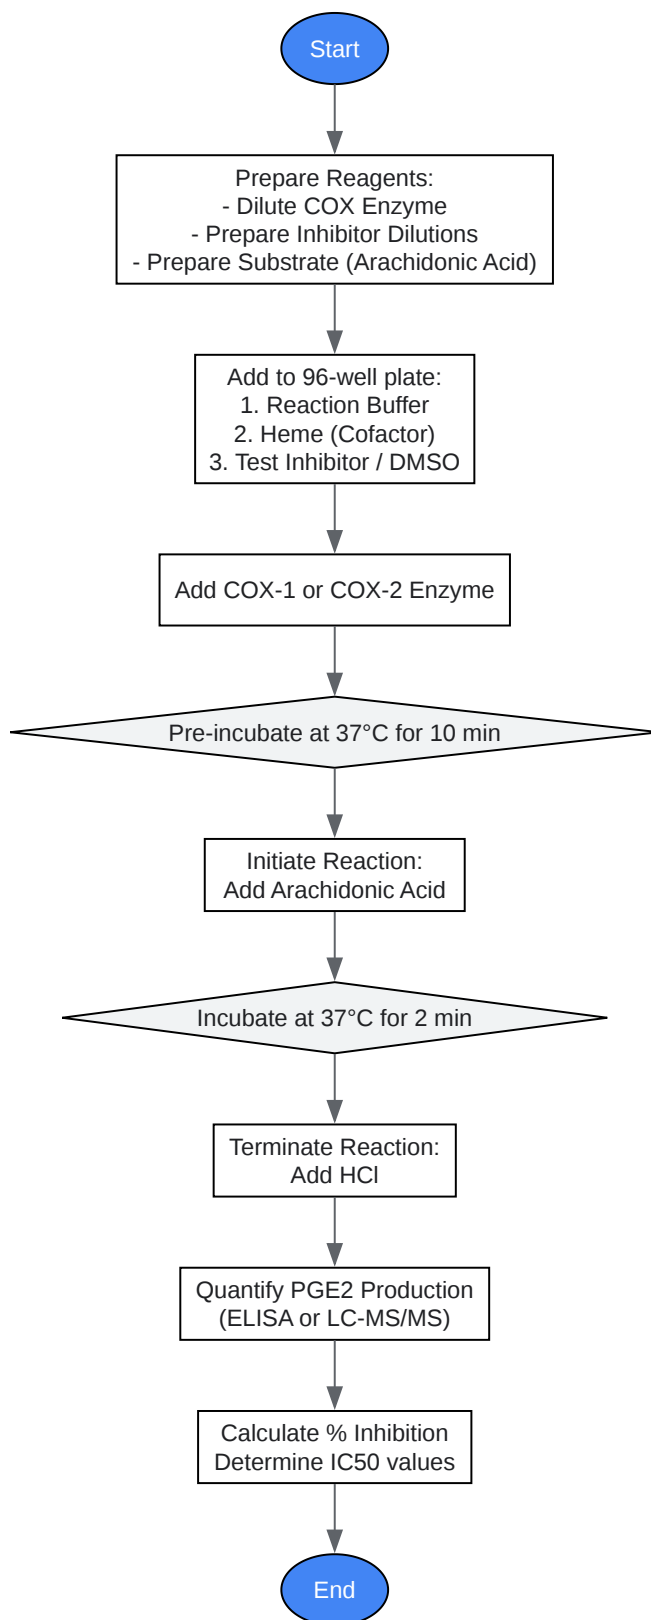 Start
Prepare Reagents:
- Dilute COX Enzyme
- Prepare Inhibitor Dilutions
- Prepare Substrate (Arachidonic Acid)
Add to 96-well plate:
1. Reaction Buffer
2. Heme (Cofactor)
3. Test Inhibitor / DMSO
Add COX-1 or COX-2 Enzyme
Pre-incubate at 37°C for 10 min
Initiate Reaction:
Add Arachidonic Acid
Incubate at 37°C for 2 min
Terminate Reaction:
Add HCl
Quantify PGE2 Production
(ELISA or LC-MS/MS)
Calculate % Inhibition
Determine IC50 values
End